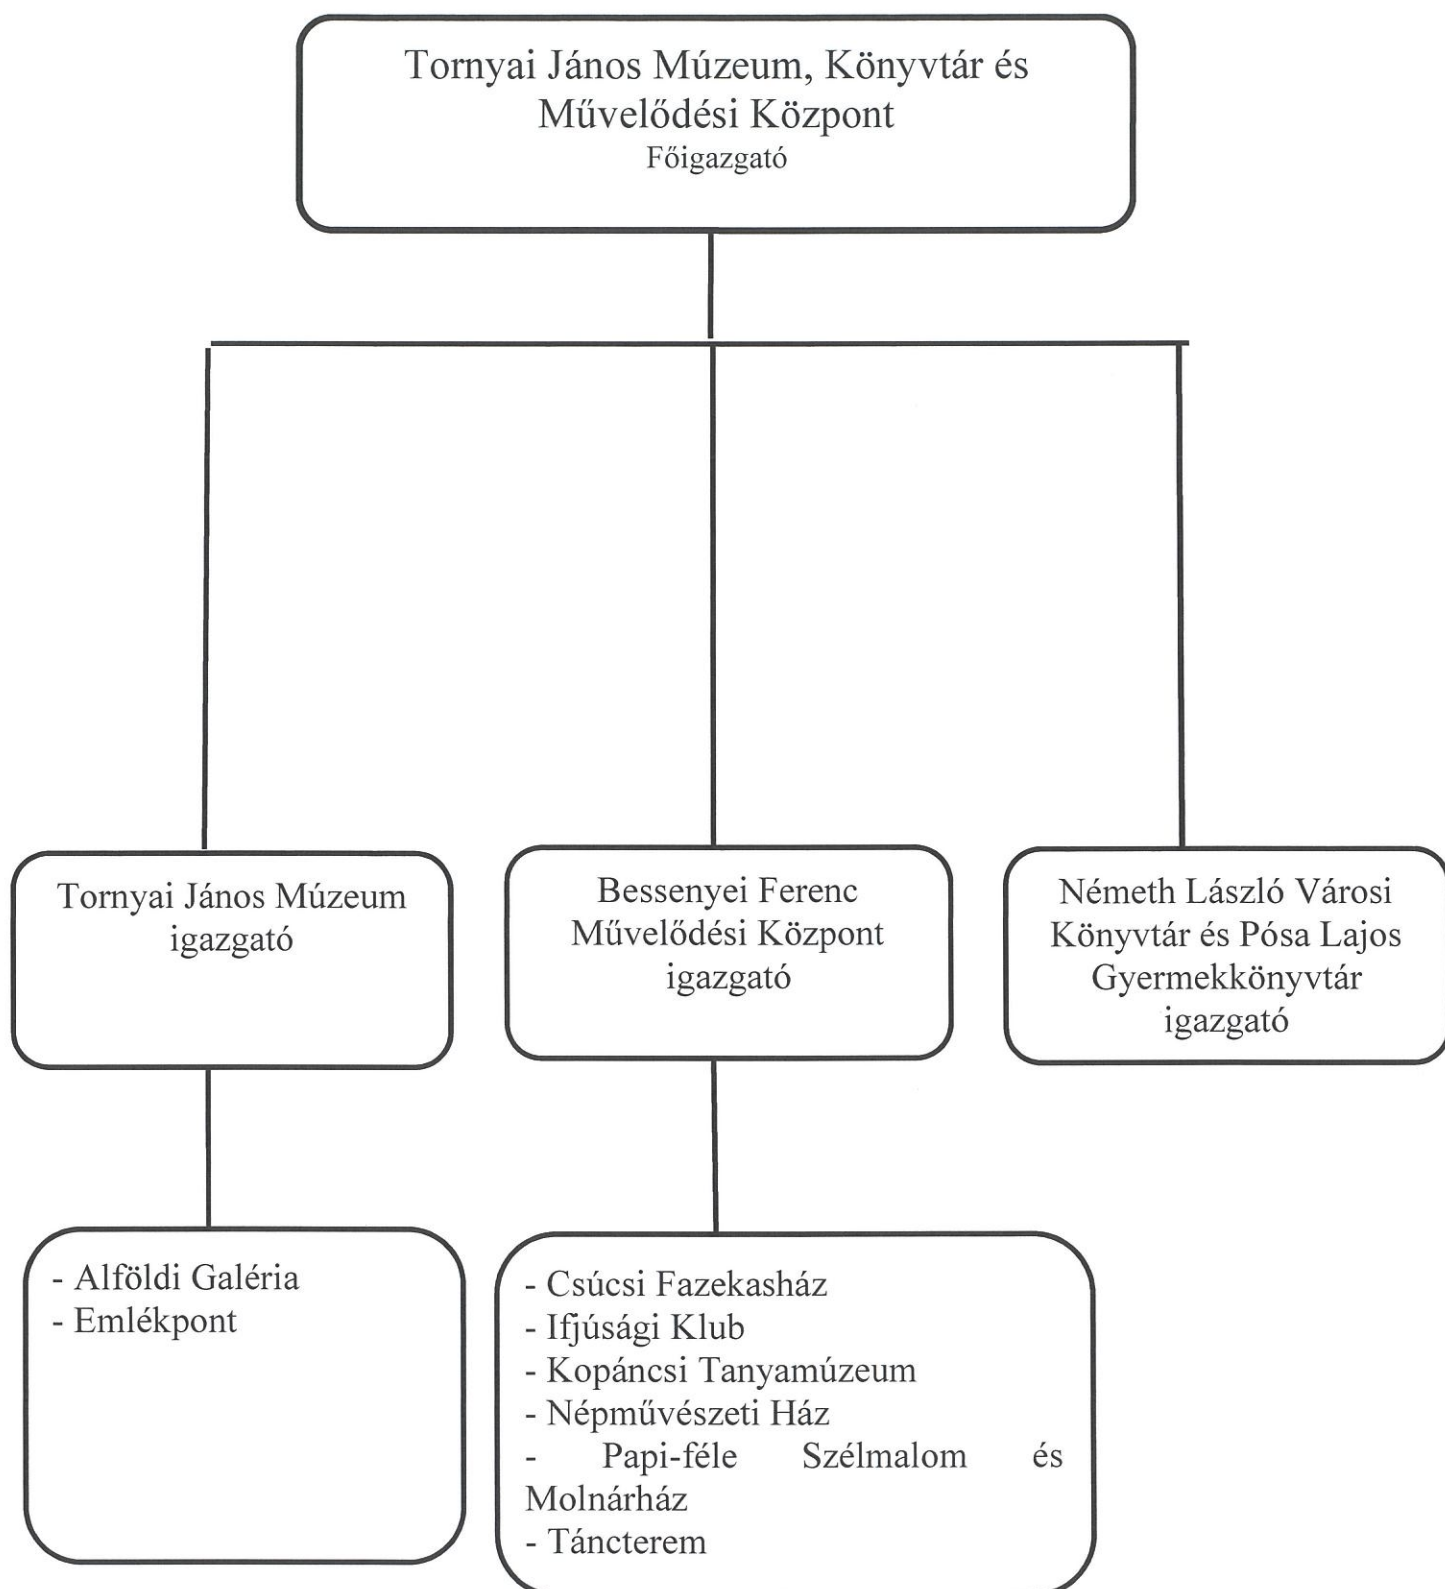 Tornyai János Múzeum, Könyvtár és
Művelődési Központ
Főigazgató
Tornyai János Múzeum
igazgató
Bessenyei Ferenc
Művelődési Központ
igazgató
Németh László Városi
Könyvtár és Pósa Lajos
Gyermekkönyvtár
igazgató
- Alföldi Galéria
- Emlékpont
- Csúcsi Fazekasház
- Ifjúsági Klub
- Kopáncsi Tanyamúzeum
- Népművészeti Ház
- Papi-féle Szélmalom és
Molnárház
- Táncterem